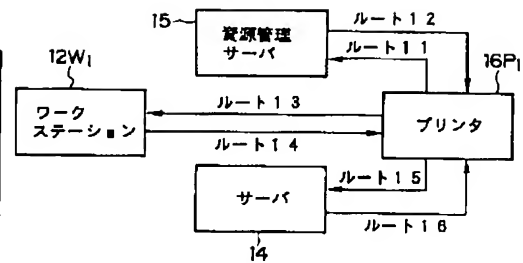 15
資源管理
サーバ
ルート12
ルート11
12W1
16P1
ワーク
ステーション
ルート13
ルート14
プリンタ
ルート15
サーバ
ルート16
14